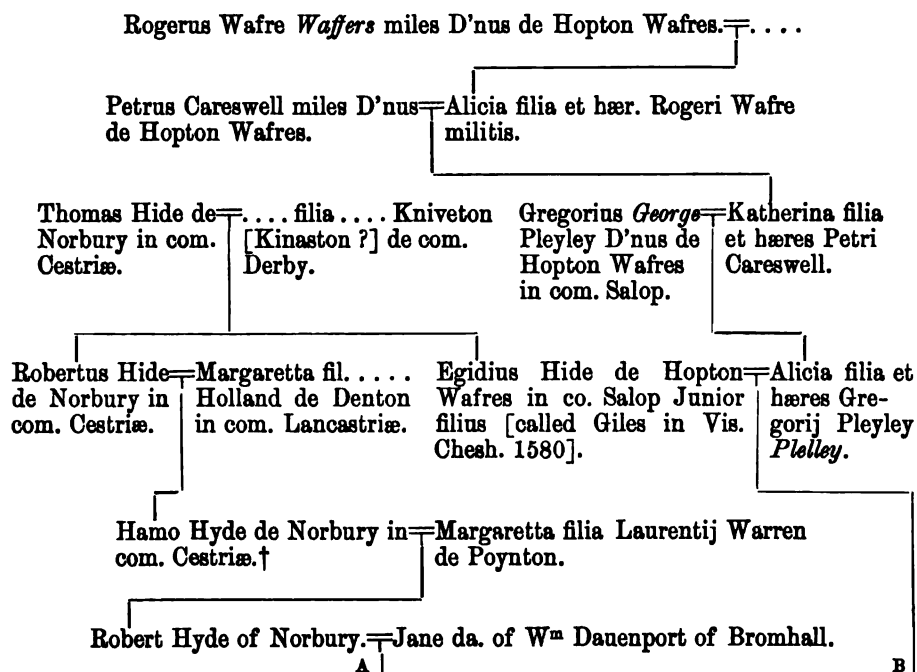 Rogerus Wafre Waffers miles D'nus de Hopton Wafres.=. . . .
Petrus Careswell miles D'nus=Alicia filia et hær. Rogeri Wafre
de Hopton Wafres. militis.
Thomas Hide de=. . . . filia . . . . Kniveton
Norbury in com. [Kinaston ?] de com.
Cestriæ. Derby.
Gregorius George=Katherina filia
Pleyley D'nus de et hæres Petri
Hopton Wafres Careswell.
in com. Salop.
Robertus Hide=Margaretta fil. . . . .
de Norbury in Holland de Denton
com. Cestriæ. in com. Lancastriæ.
Egidius Hide de Hopton=Alicia filia et
Wafres in co. Salop Junior hæres Gre-
filius [called Giles in Vis. gorij Pleyley
Chesh. 1580]. Plelley.
Hamo Hyde de Norbury in=Margaretta filia Laurentij Warren
com. Cestriæ.† de Poynton.
Robert Hyde of Norbury.=Jane da. of Wᵐ Dauenport of Bromhall.
A B